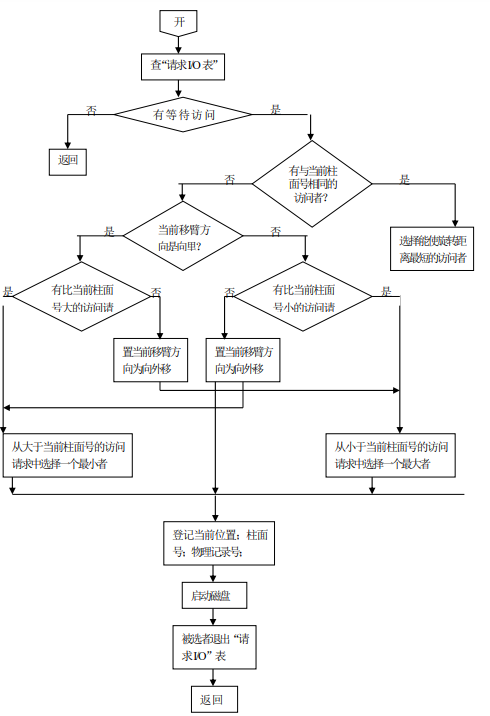 开
查“请求I/O 表”
有等待访问
否
是
返回
有与当前柱
面号相同的
访问者？
否
是
当前移臂方
向是向里？
是
否
选择能使旋转距
离最短的访问者
有比当前柱面
号大的访问请
是
否
有比当前柱面
号小的访问请
否
是
置当前移臂方
向为向外移
置当前移臂方
向为向外移
从大于当前柱面号的访问
请求中选择一个最小者
从小于当前柱面号的访问
请求中选择一个最大者
登记当前位置；柱面
号；物理记录号；
启动磁盘
被选者退出“请
求I/O”表
返回